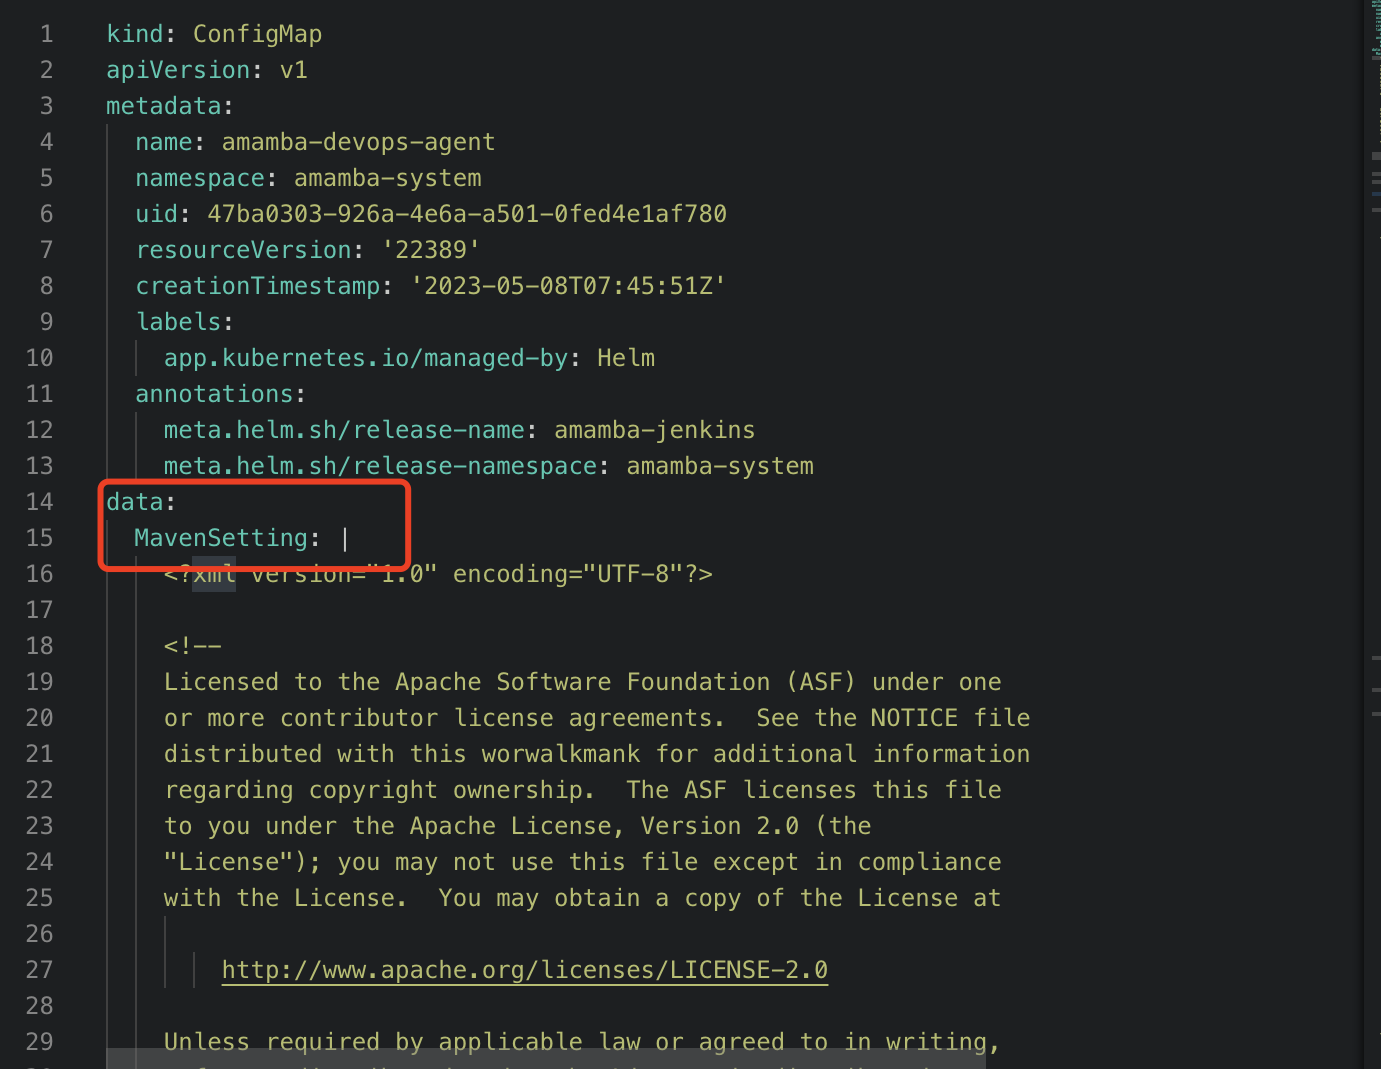 1 kind: ConfigMap
2 apiVersion: v1
3 metadata:
4 name: amamba-devops-agent
5 namespace: amamba-system
6 uid: 47ba0303-926a-4e6a-a501-0fed4e1af780
7 resourceVersion: '22389'
8 creationTimestamp: '2023-05-08T07:45:51Z'
9 labels:
10 app.kubernetes.io/managed-by: Helm
11 annotations:
12 meta.helm.sh/release-name: amamba-jenkins
13 meta.helm.sh/release-namespace: amamba-system
14 data:
15 MavenSetting: |
16 <?xml version="1.0" encoding="UTF-8"?>
17
18 <!--
19 Licensed to the Apache Software Foundation (ASF) under one
20 or more contributor license agreements.  See the NOTICE file
21 distributed with this worwalkmank for additional information
22 regarding copyright ownership.  The ASF licenses this file
23 to you under the Apache License, Version 2.0 (the
24 "License"); you may not use this file except in compliance
25 with the License.  You may obtain a copy of the License at
26
27 http://www.apache.org/licenses/LICENSE-2.0
28
29 Unless required by applicable law or agreed to in writing,